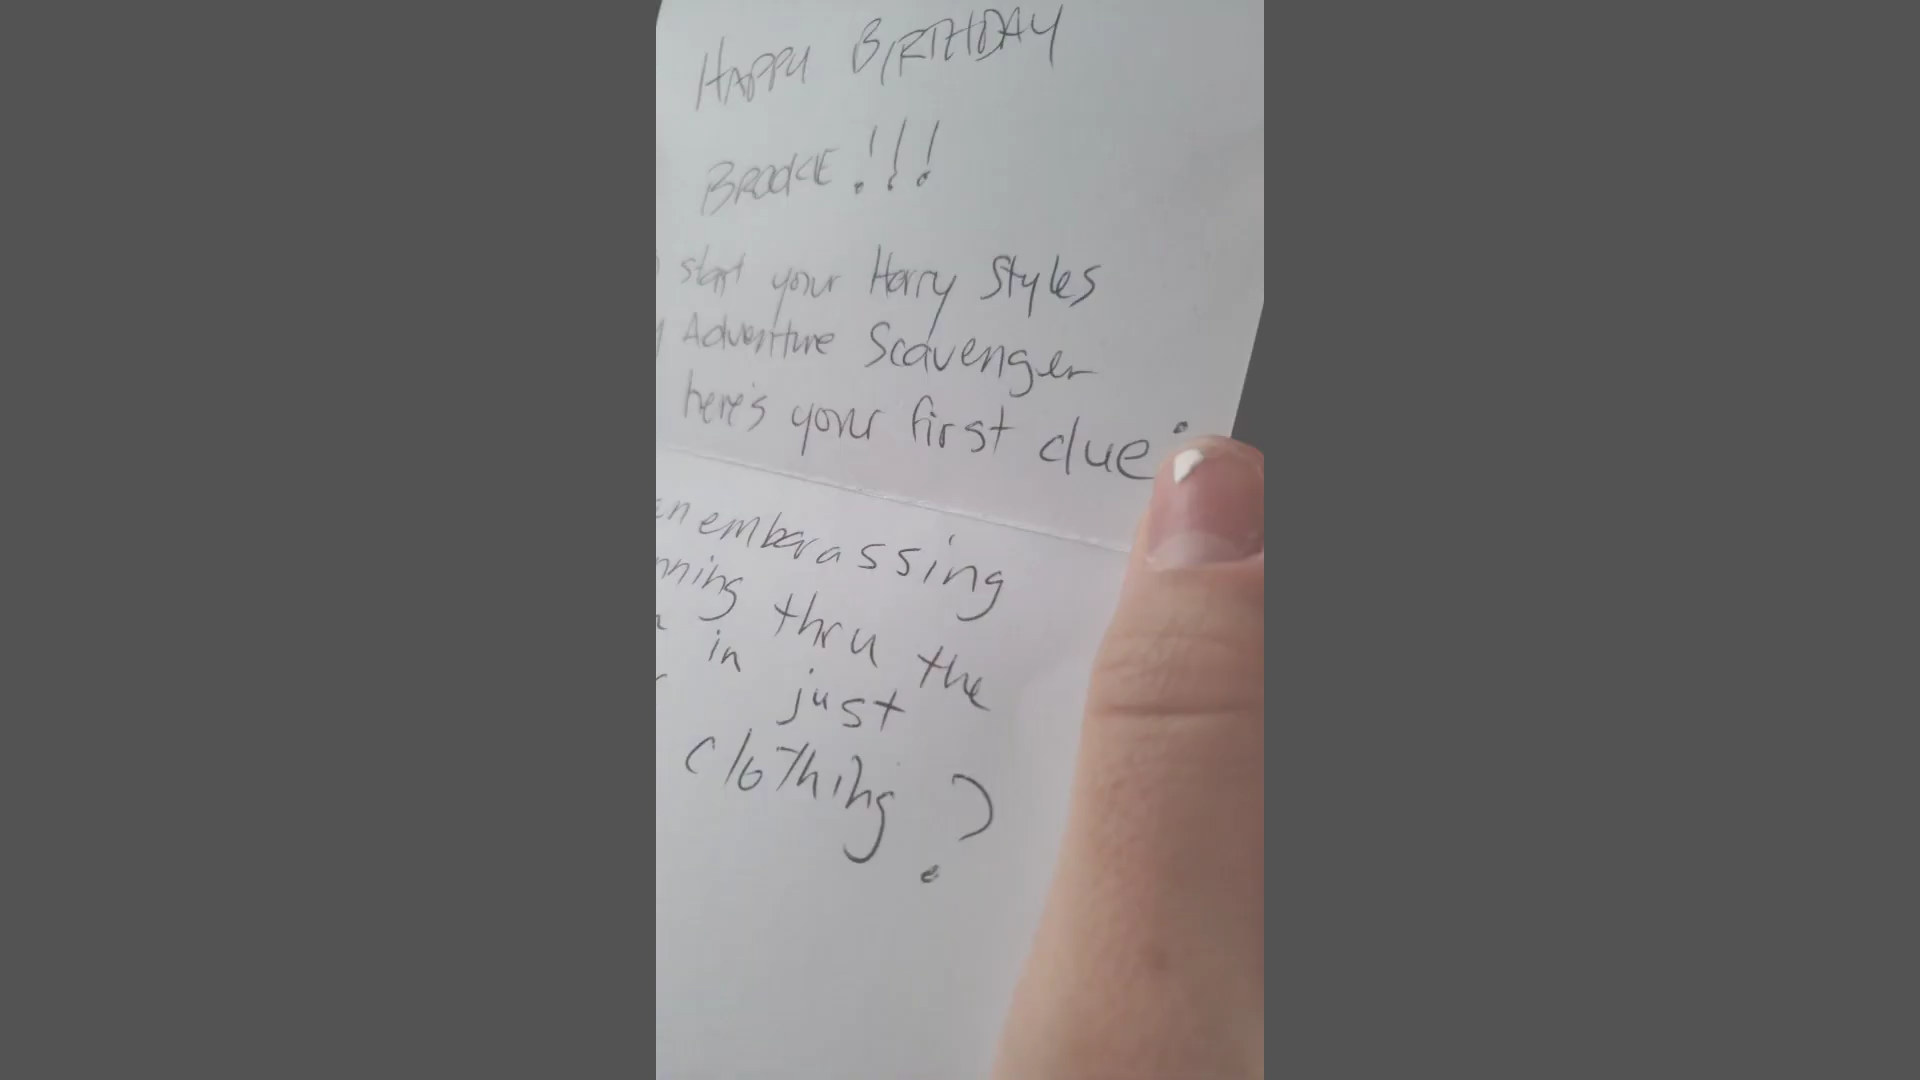 HAPPY BIRTHDAY
BROOKE!!!
start your Harry Styles
Adventure Scavenger
here's your first clue:
embarassing
thru the
in just
clothing?